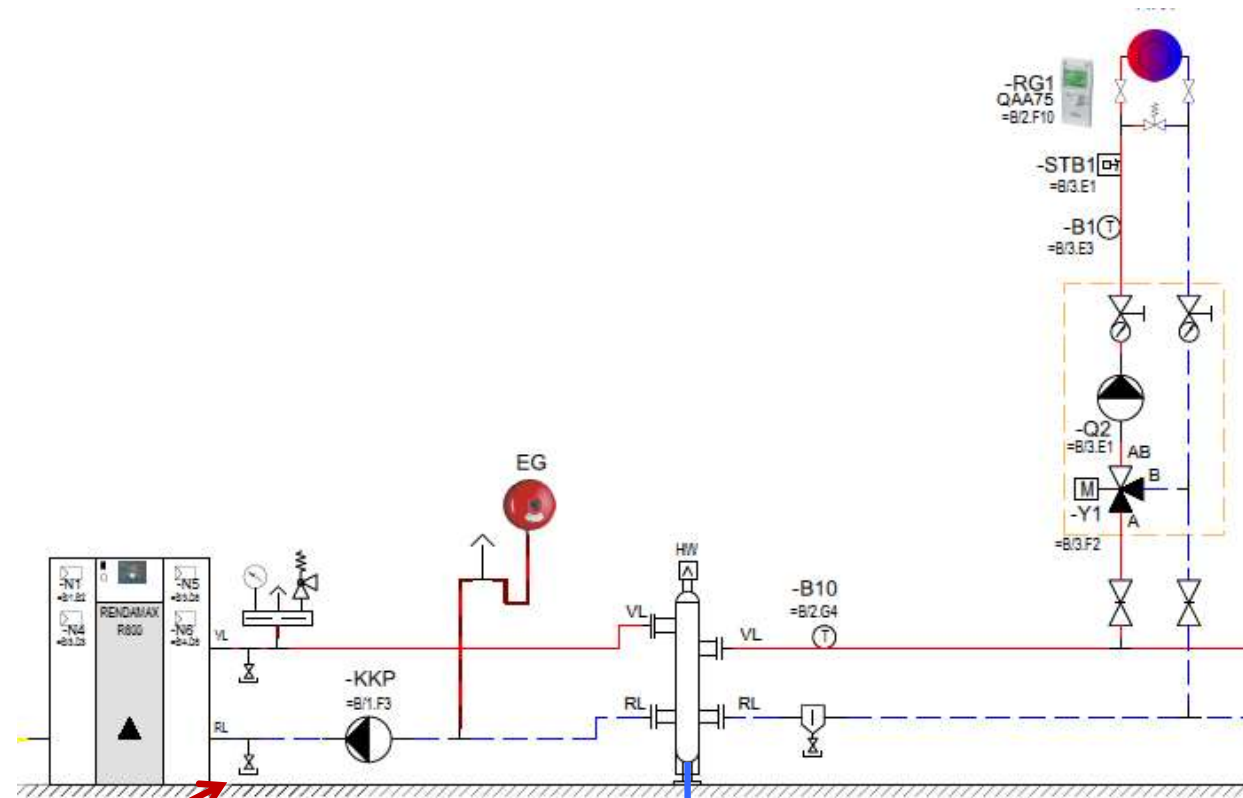 -RG1
QAA75
=B/2.F10
-STB1
=B/3.E1
-B1
T
=B/3.E3
-Q2
=B/3.E1
AB
B
M
-Y1
A
=B/3.F2
EG
HW
-B10
=B/2.G4
T
-N1
-N5
-N4
-N6
RENDAMAX
R600
VL
VL
VL
-KKP
=B/1.F3
RL
RL
RL